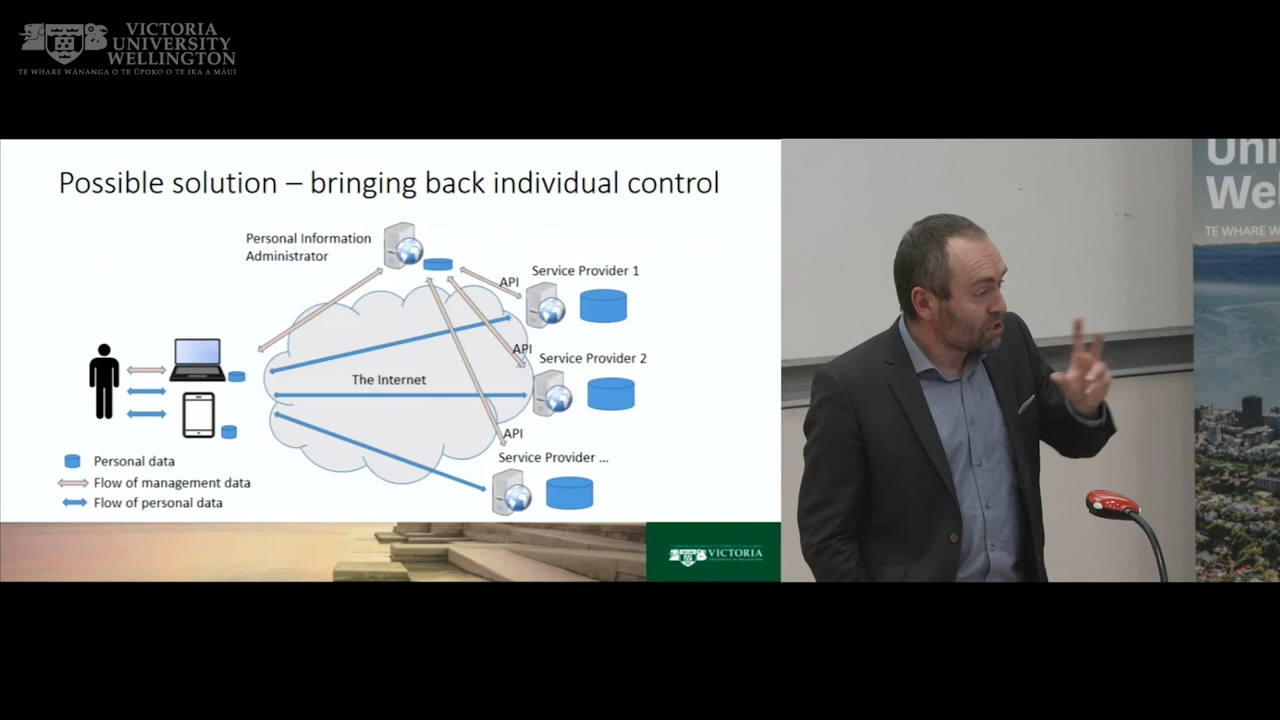 VICTORIA
UNIVERSITY
WELLINGTON
TE WHARE WĀNANGA O TE ŪPOKO O TE IKA A MĀUI
Possible solution – bringing back individual control
Personal Information
Administrator
API
Service Provider 1
API
Service Provider 2
The Internet
API
Service Provider ...
Personal data
Flow of management data
Flow of personal data
VICTORIA
Uni
We
TE WHARE W